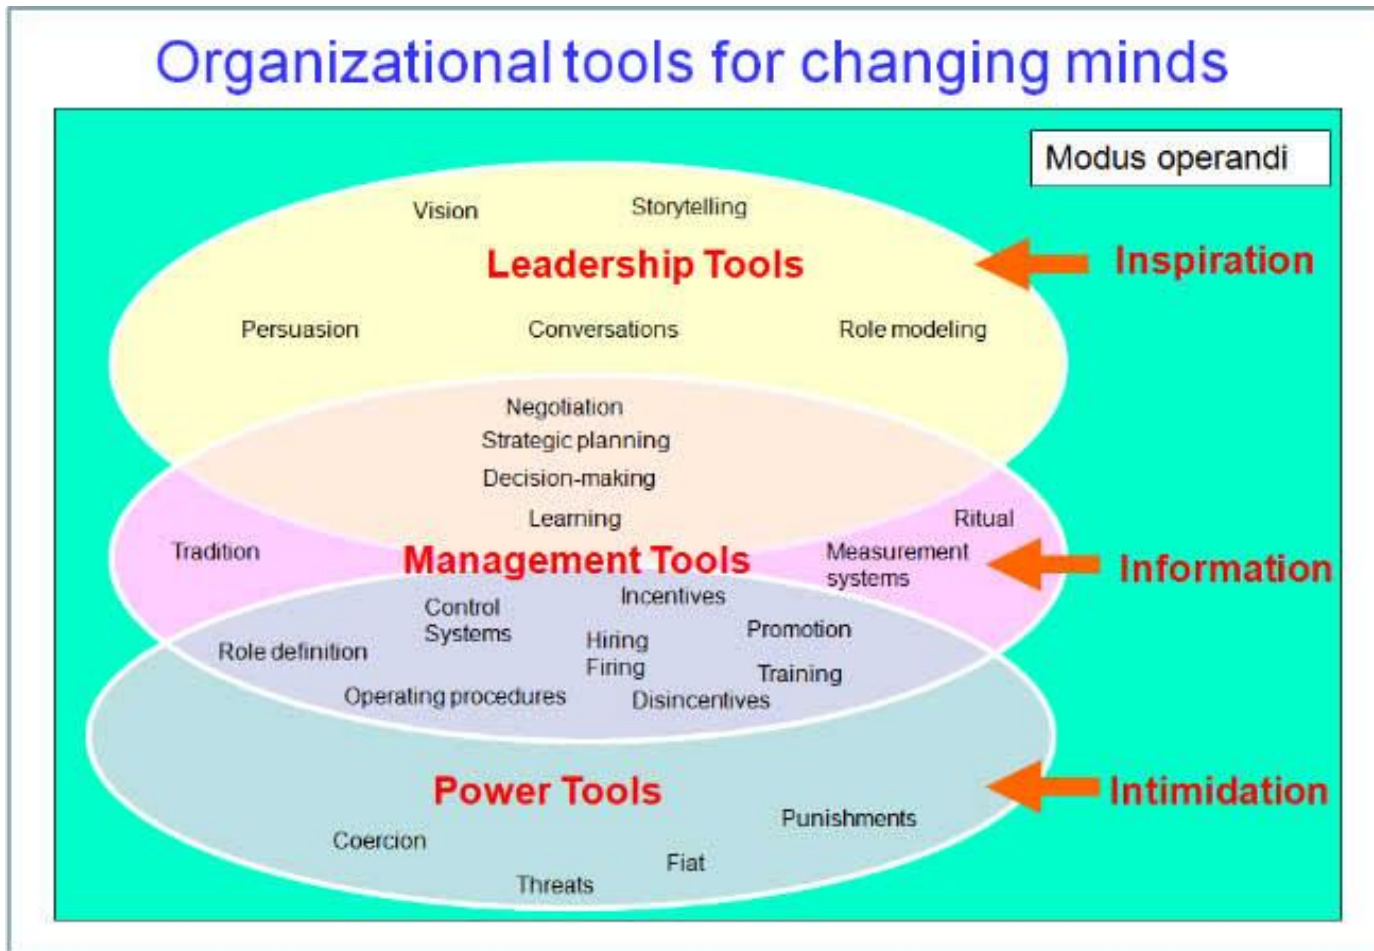 Organizational tools for changing minds
Modus operandi
Vision
Storytelling
Leadership Tools
Inspiration
Persuasion
Conversations
Role modeling
Negotiation
Strategic planning
Decision-making
Learning
Ritual
Tradition
Management Tools
Measurement
systems
Information
Control
Systems
Incentives
Hiring
Firing
Promotion
Role definition
Training
Operating procedures
Disincentives
Power Tools
Intimidation
Punishments
Coercion
Fiat
Threats